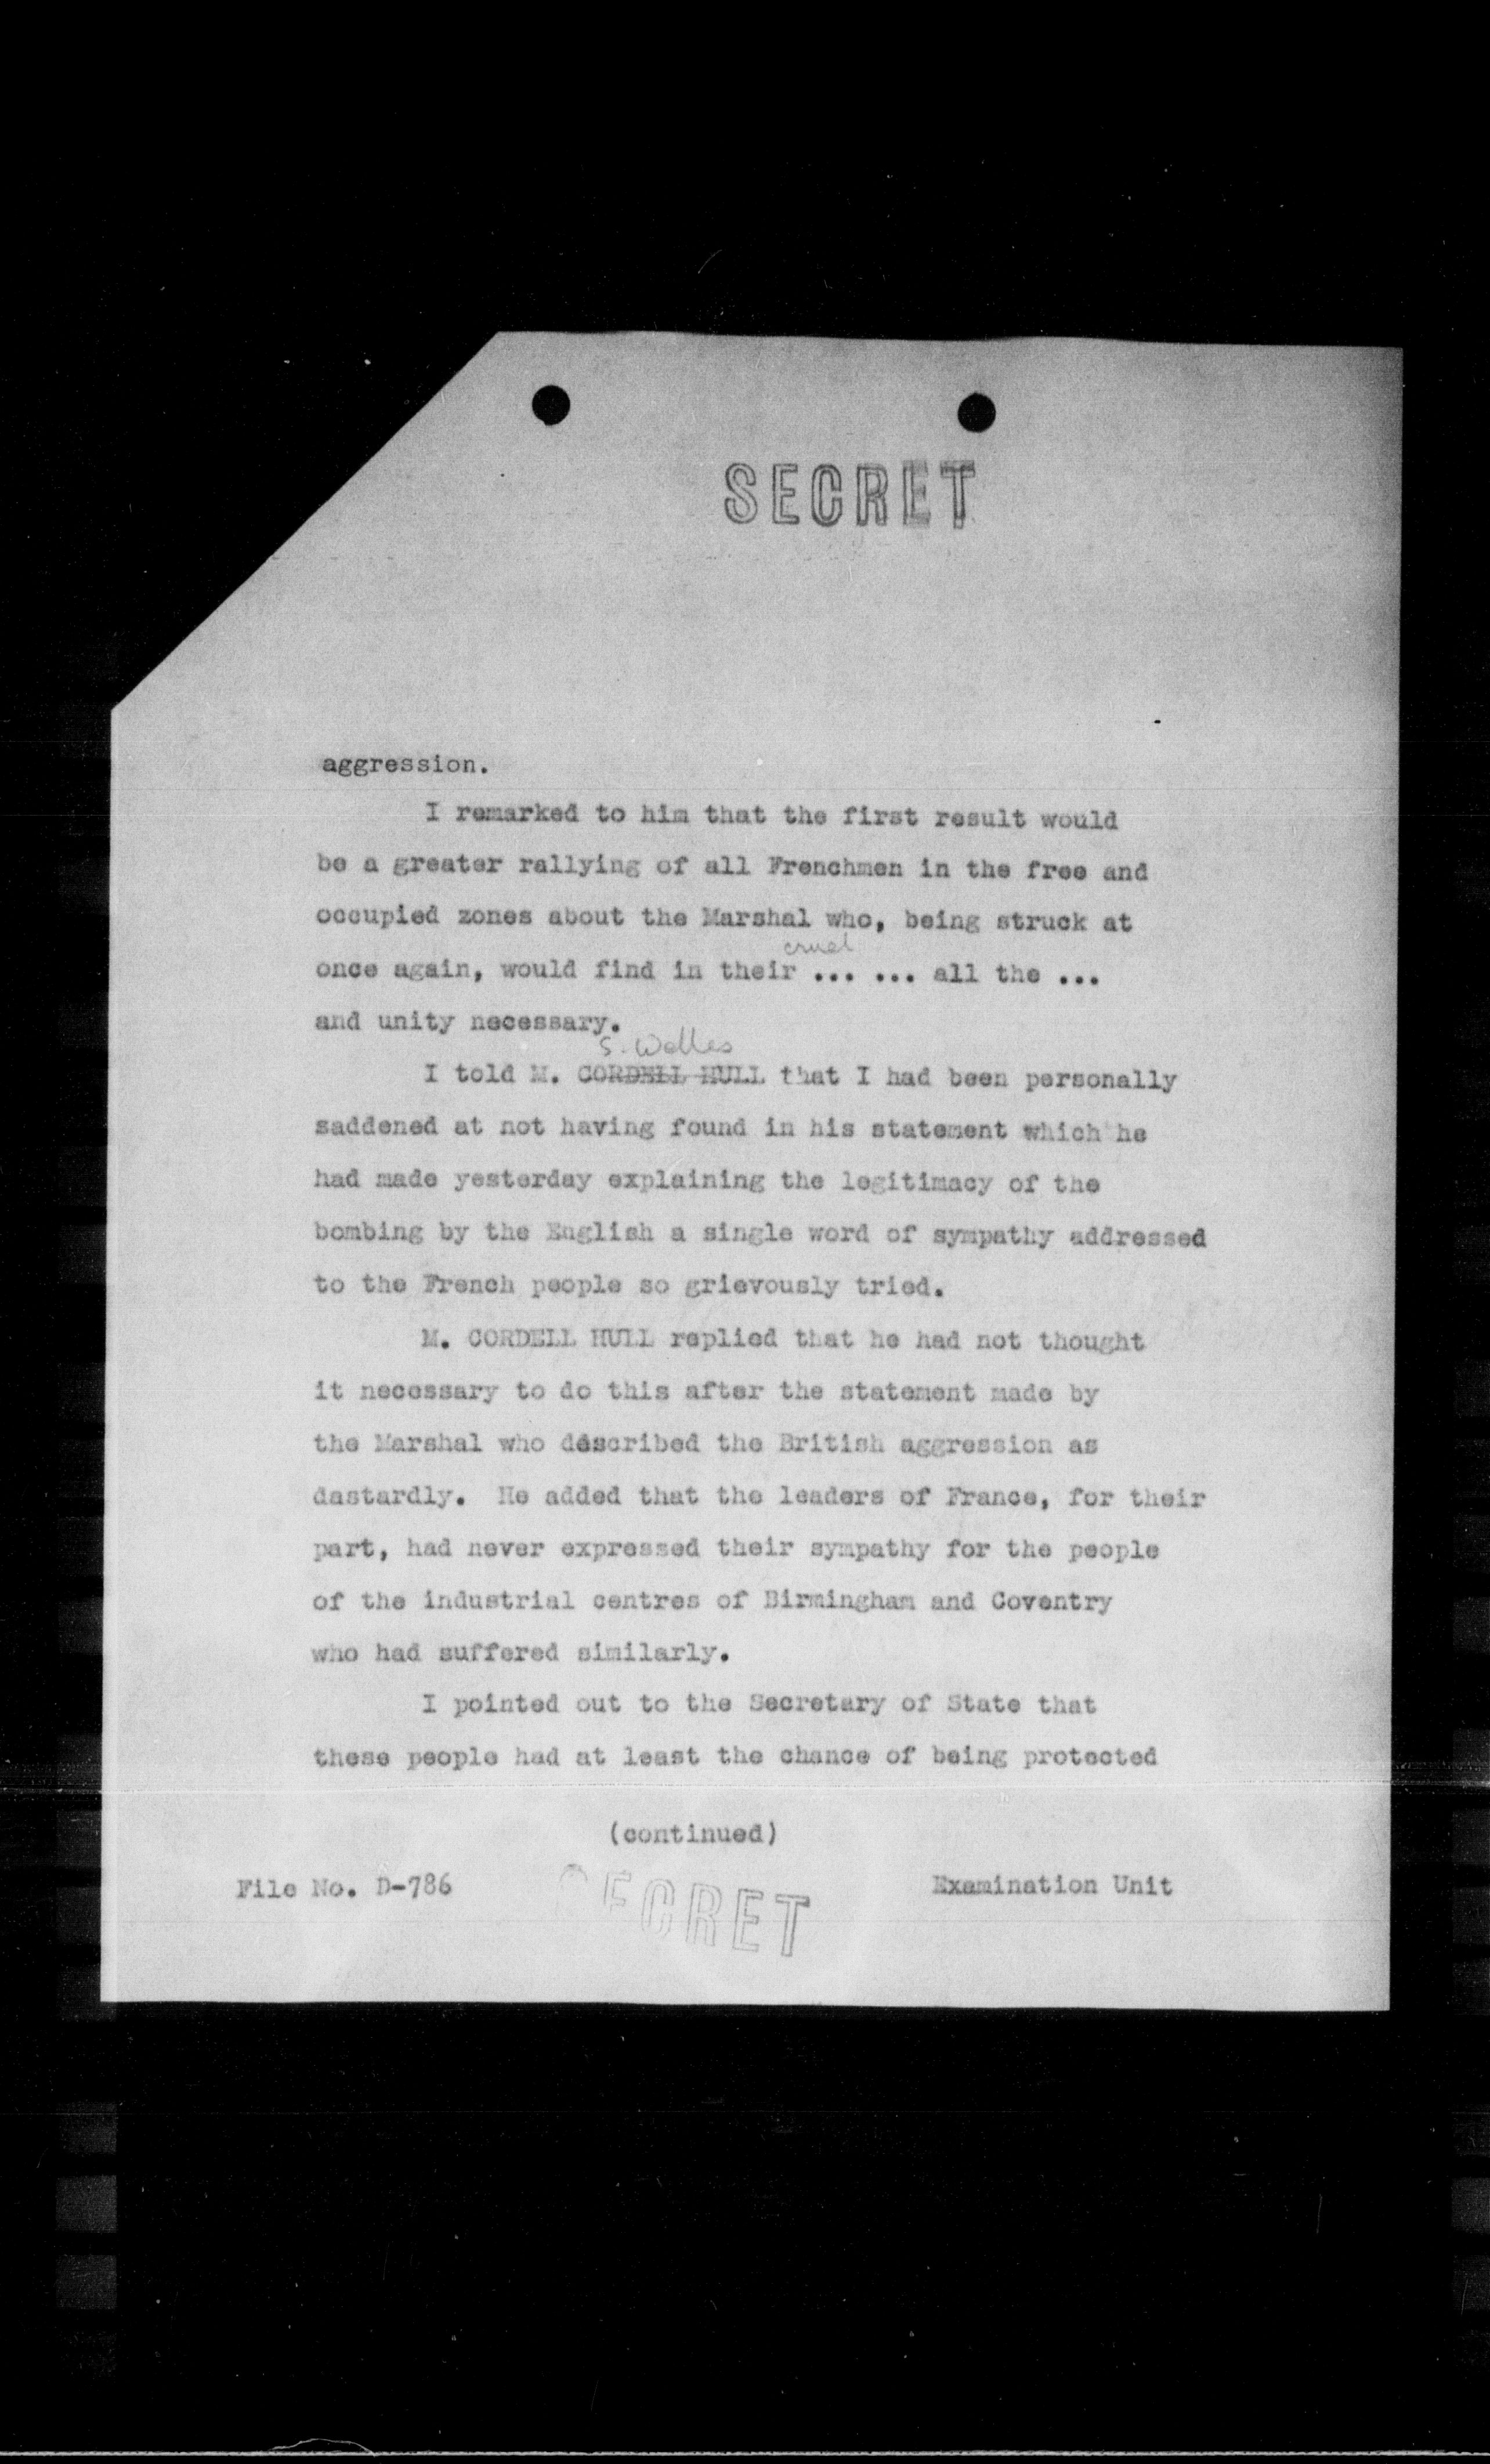 SECRET
aggression.
I remarked to him that the first result would
be a greater rallying of all Frenchmen in the free and
occupied zones about the Marshal who, being struck at
cruel
once again, would find in their ... ... all the ...
and unity necessary.
S. Welles
I told M. CORDELL HULL that I had been personally
saddened at not having found in his statement which he
had made yesterday explaining the legitimacy of the
bombing by the English a single word of sympathy addressed
to the French people so grievously tried.
M. CORDELL HULL replied that he had not thought
it necessary to do this after the statement made by
the Marshal who described the British aggression as
dastardly. He added that the leaders of France, for their
part, had never expressed their sympathy for the people
of the industrial centres of Birmingham and Coventry
who had suffered similarly.
I pointed out to the Secretary of State that
these people had at least the chance of being protected
(continued)
File No. D-786
Examination Unit
SECRET